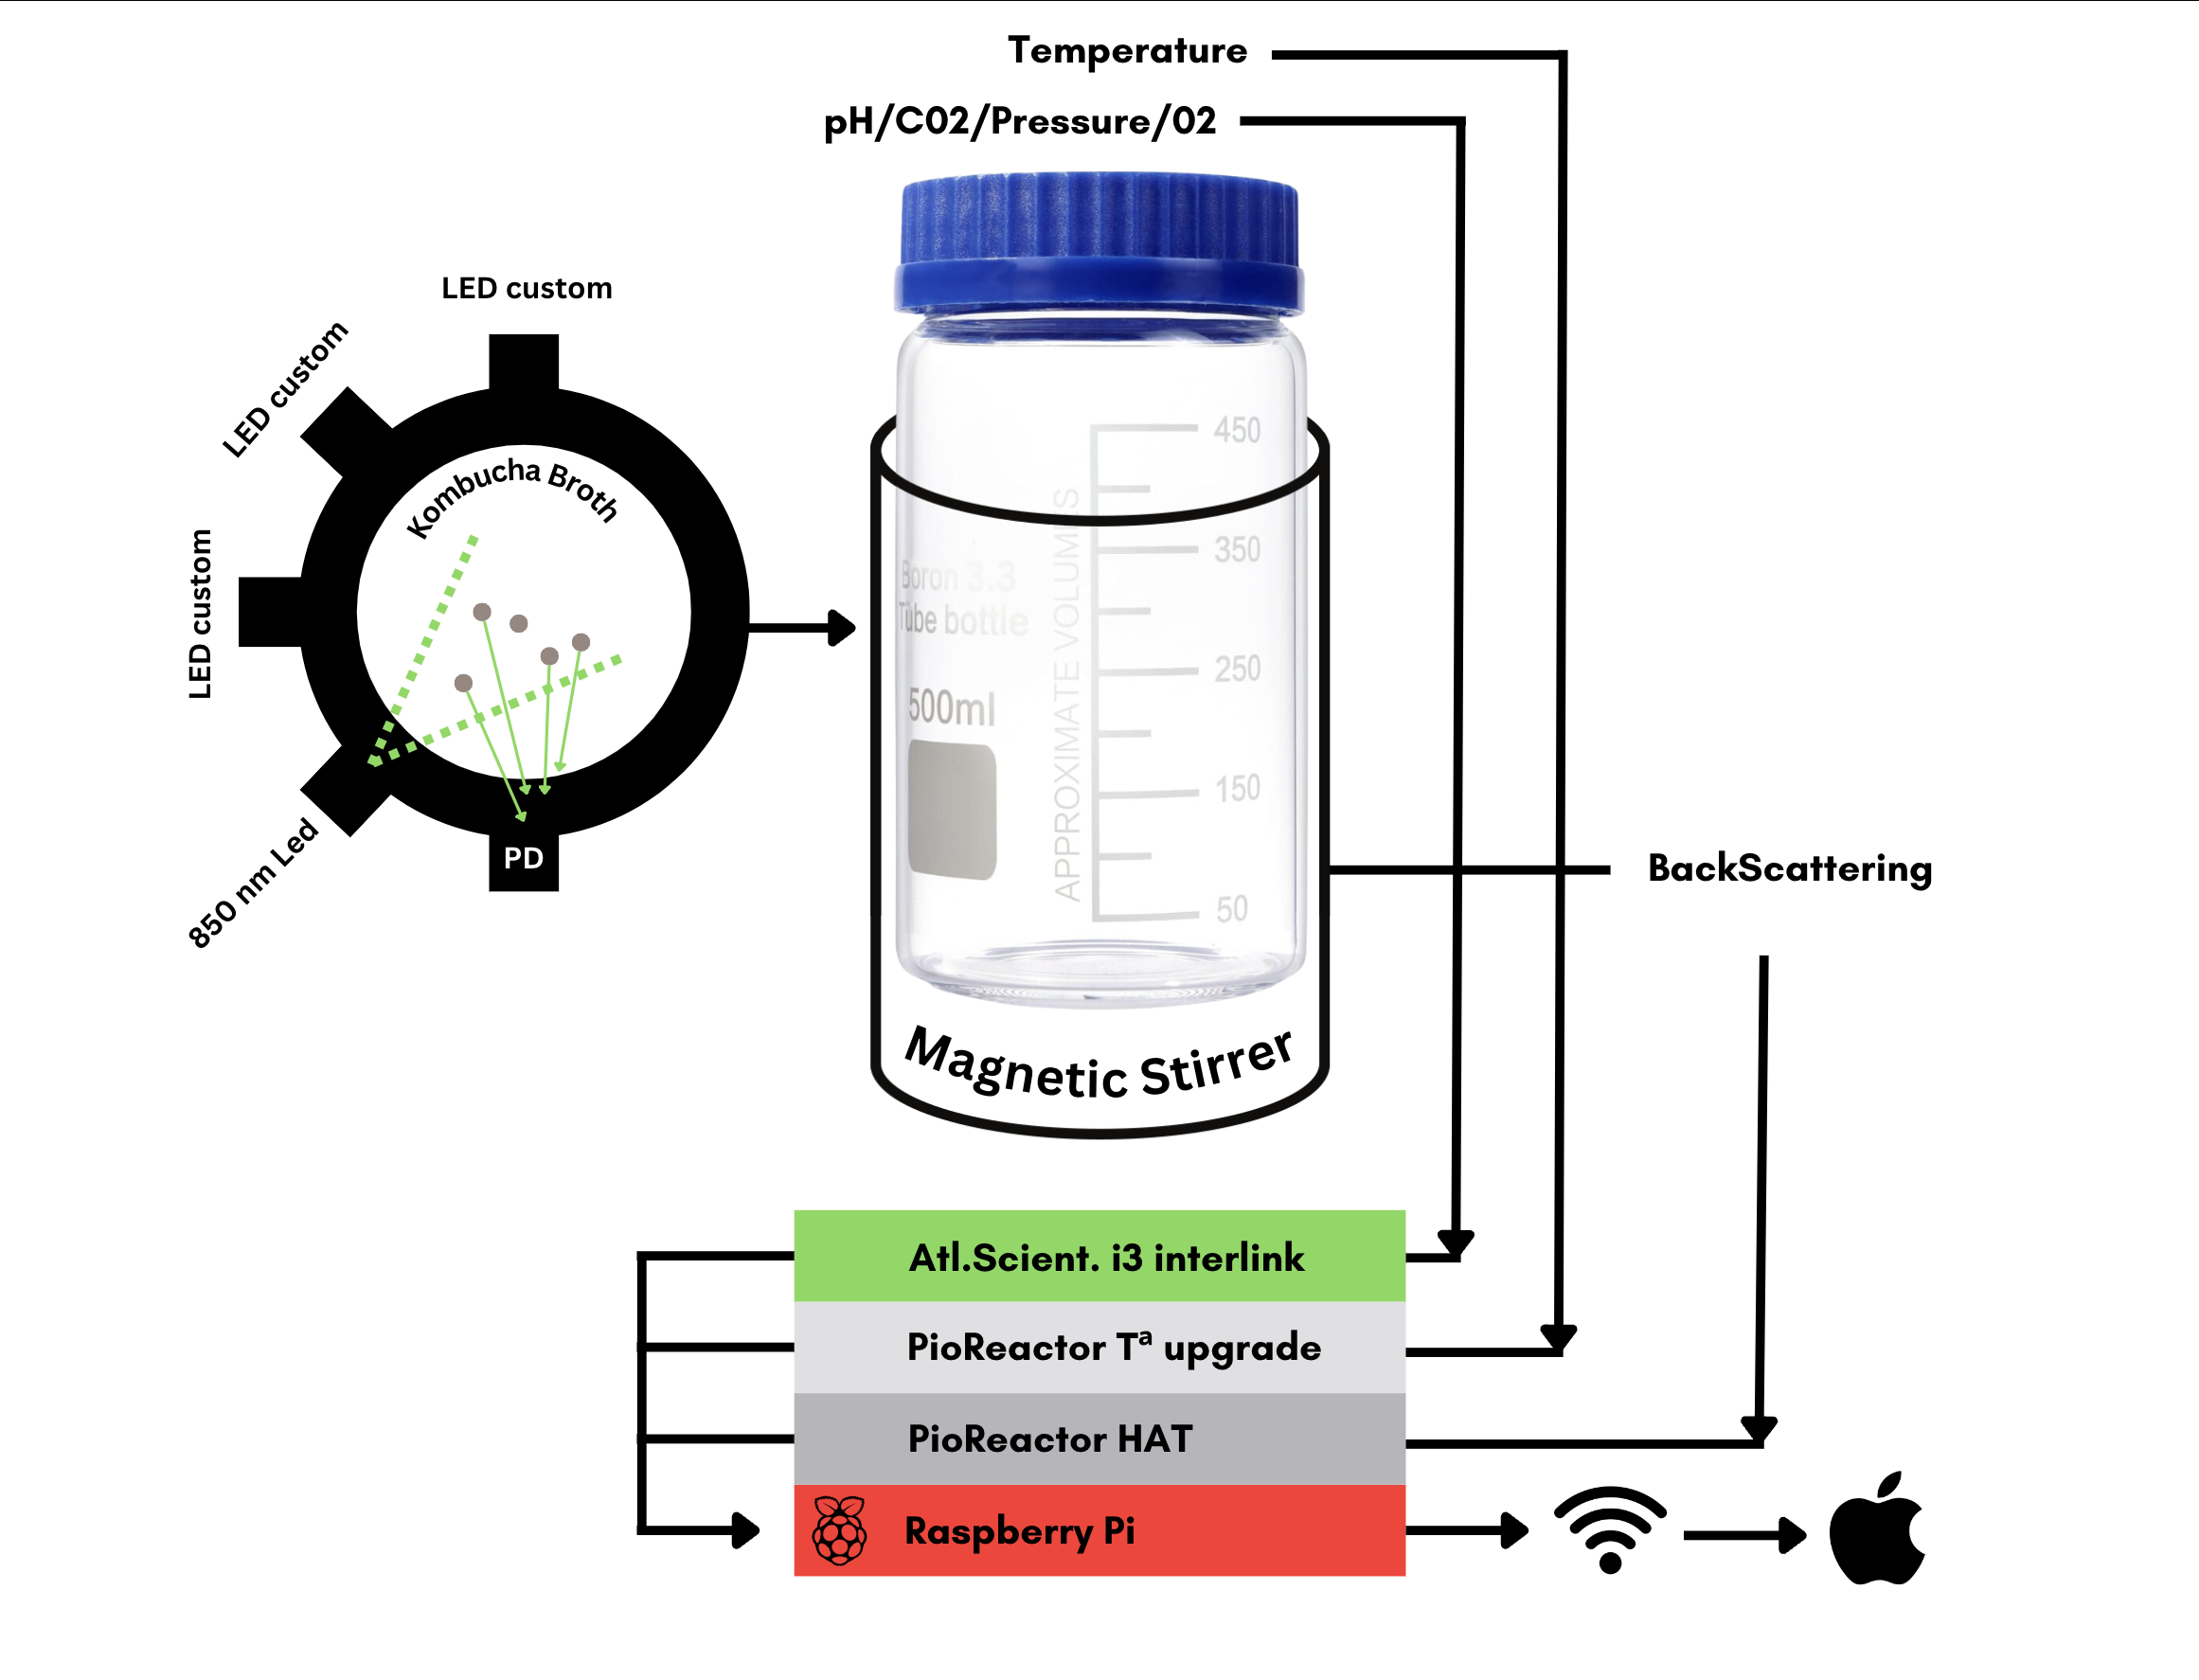 Temperature
pH/C02/Pressure/02
LED custom
LED custom
LED custom
Kombucha Broth
850 nm Led
PD
450
350
250
150
50
APPROXIMATE VOLUMES
Boron 3.3
Tube bottle
500ml
BackScattering
Magnetic Stirrer
Atl.Scient. i3 interlink
PioReactor Tª upgrade
PioReactor HAT
Raspberry Pi